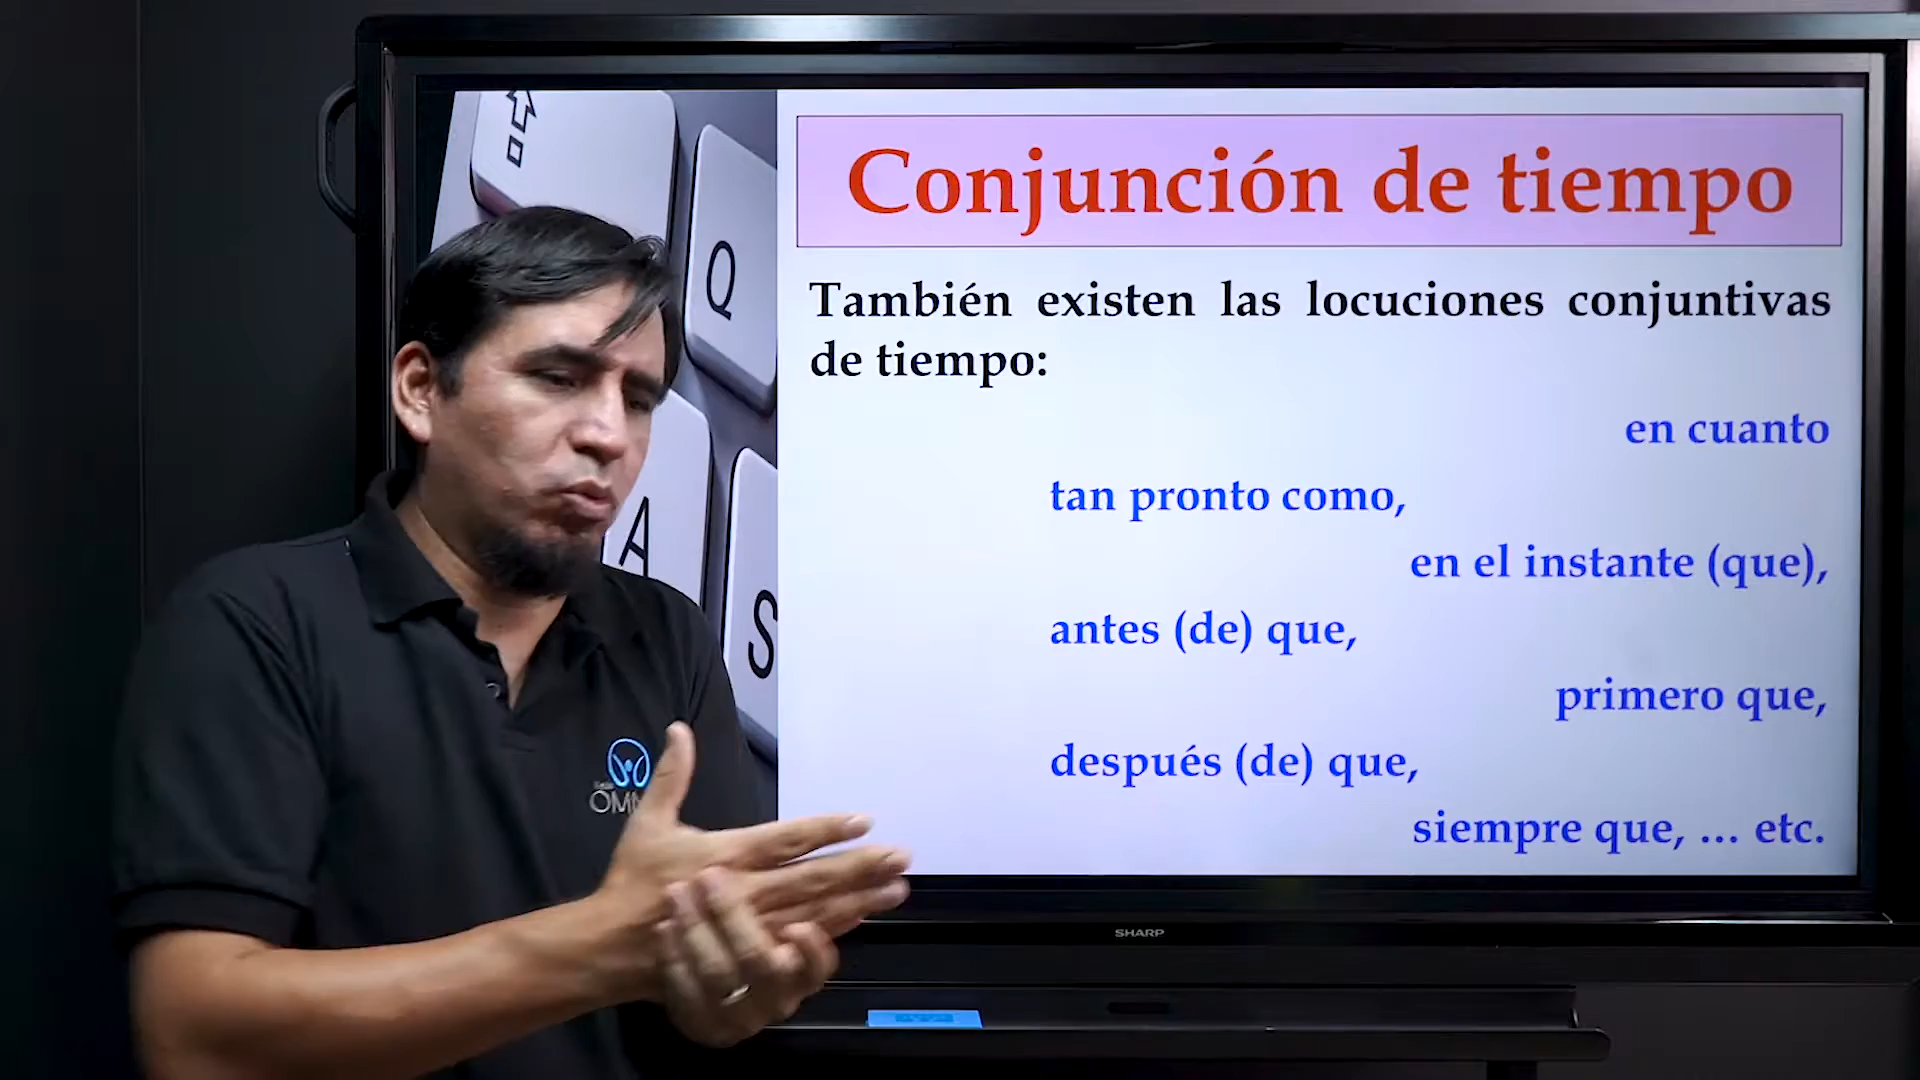 Conjunción de tiempo
También existen las locuciones conjuntivas
de tiempo:
en cuanto
tan pronto como,
en el instante (que),
antes (de) que,
primero que,
después (de) que,
siempre que, ... etc.
Q
A
S
SHARP